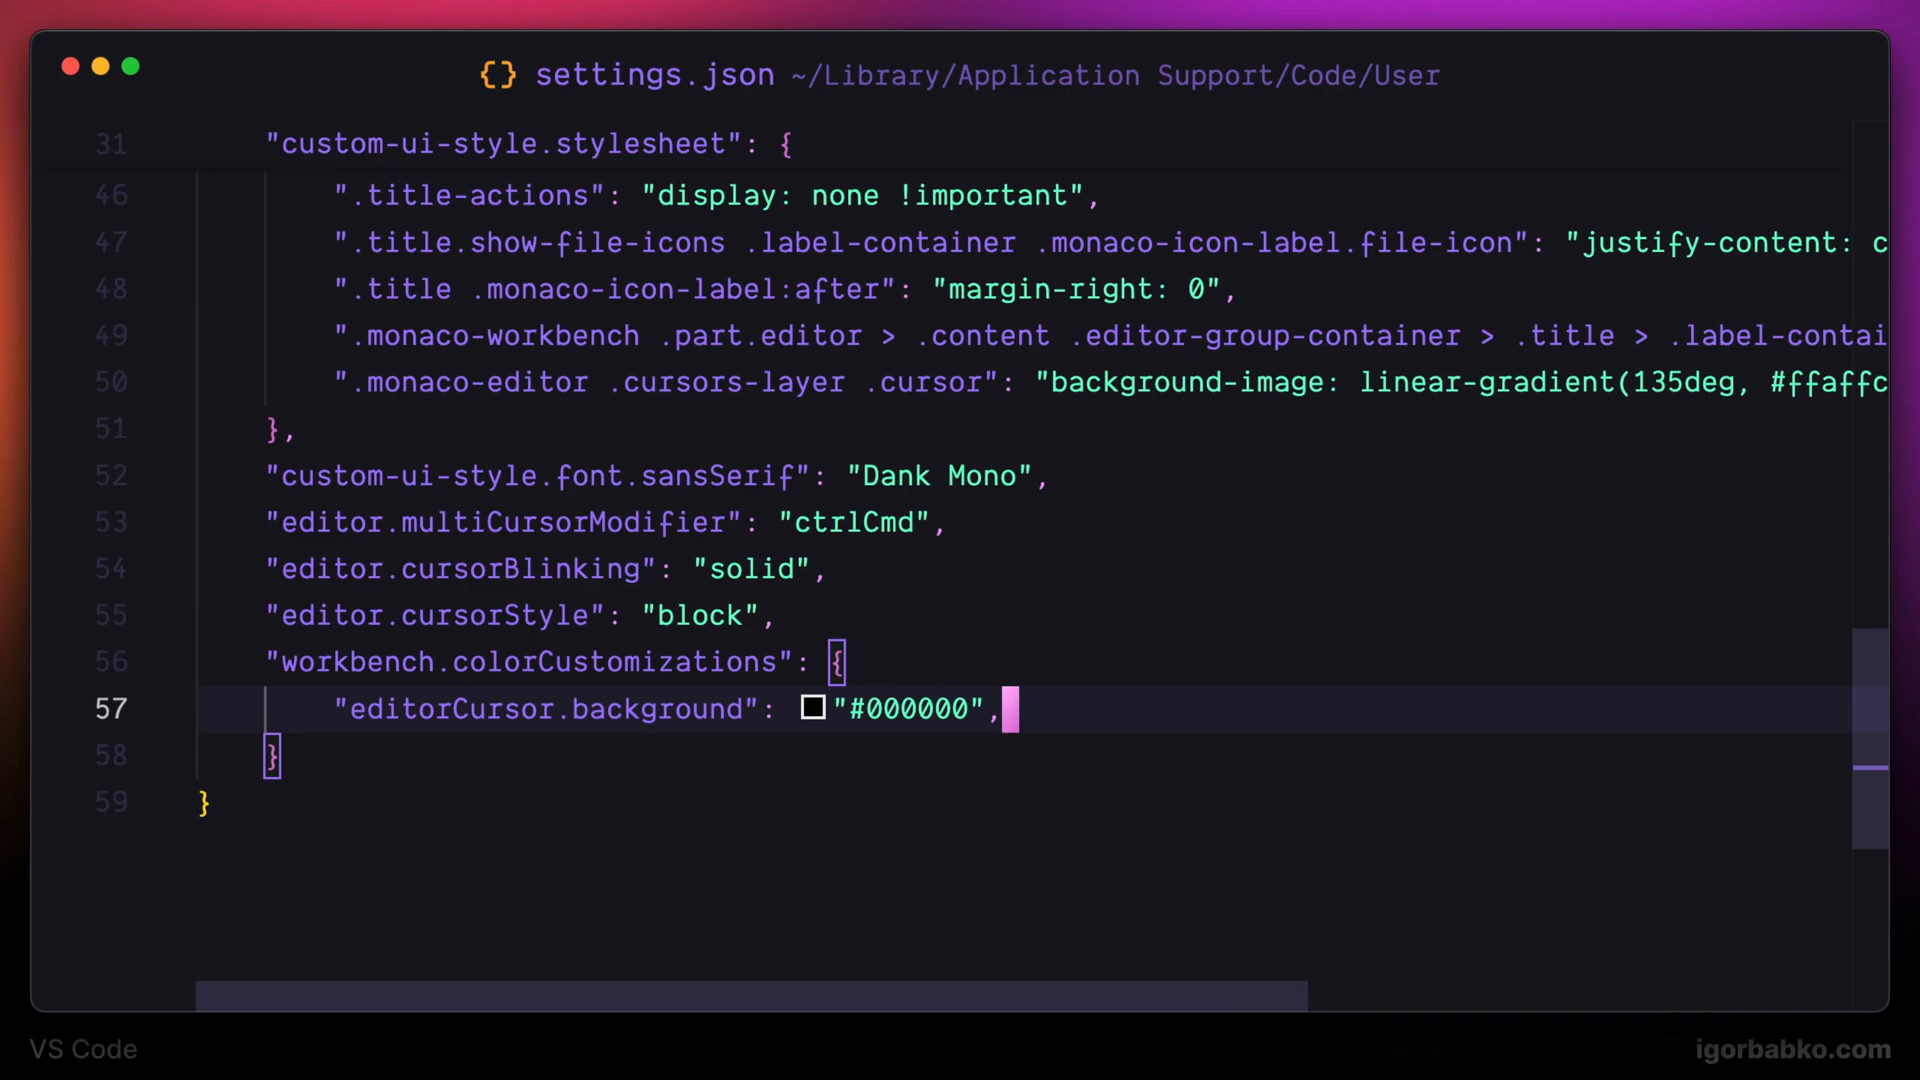 {} settings.json ~/Library/Application Support/Code/User
31 "custom-ui-style.stylesheet": {
46 ".title-actions": "display: none !important",
47 ".title.show-file-icons .label-container .monaco-icon-label.file-icon": "justify-content: c
48 ".title .monaco-icon-label:after": "margin-right: 0",
49 ".monaco-workbench .part.editor > .content .editor-group-container > .title > .label-contai
50 ".monaco-editor .cursors-layer .cursor": "background-image: linear-gradient(135deg, #ffaffc
51 },
52 "custom-ui-style.font.sansSerif": "Dank Mono",
53 "editor.multiCursorModifier": "ctrlCmd",
54 "editor.cursorBlinking": "solid",
55 "editor.cursorStyle": "block",
56 "workbench.colorCustomizations": {
57 "editorCursor.background": "#000000",
58 }
59 }
VS Code
igorbabko.com